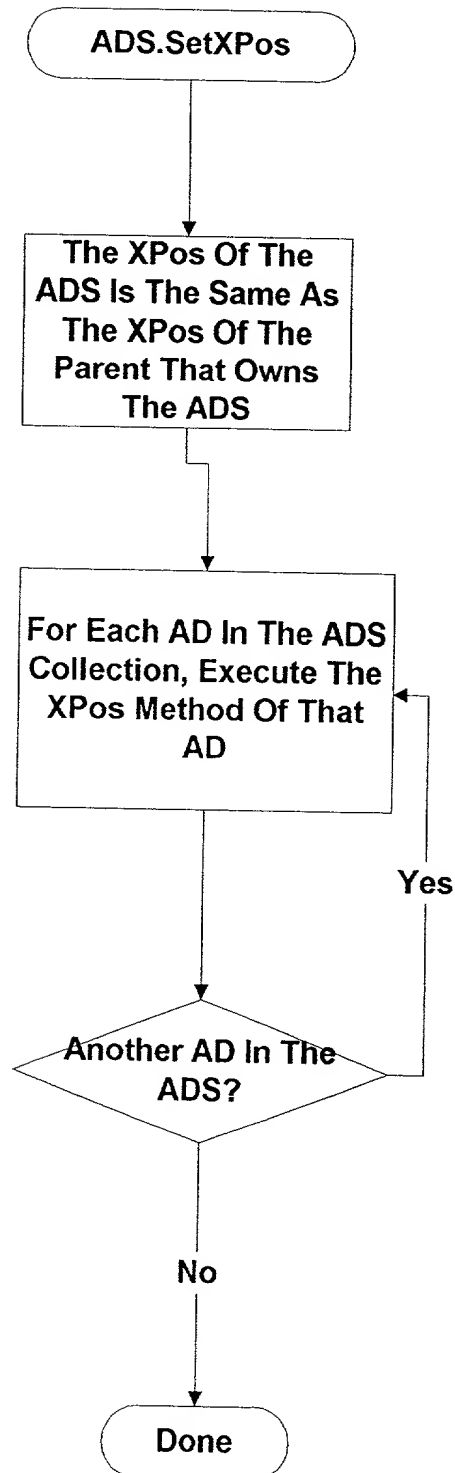 ADS.SetXPos
The XPos Of The
ADS Is The Same As
The XPos Of The
Parent That Owns
The ADS
For Each AD In The ADS
Collection, Execute The
XPos Method Of That
AD
Yes
Another AD In The
ADS?
No
Done